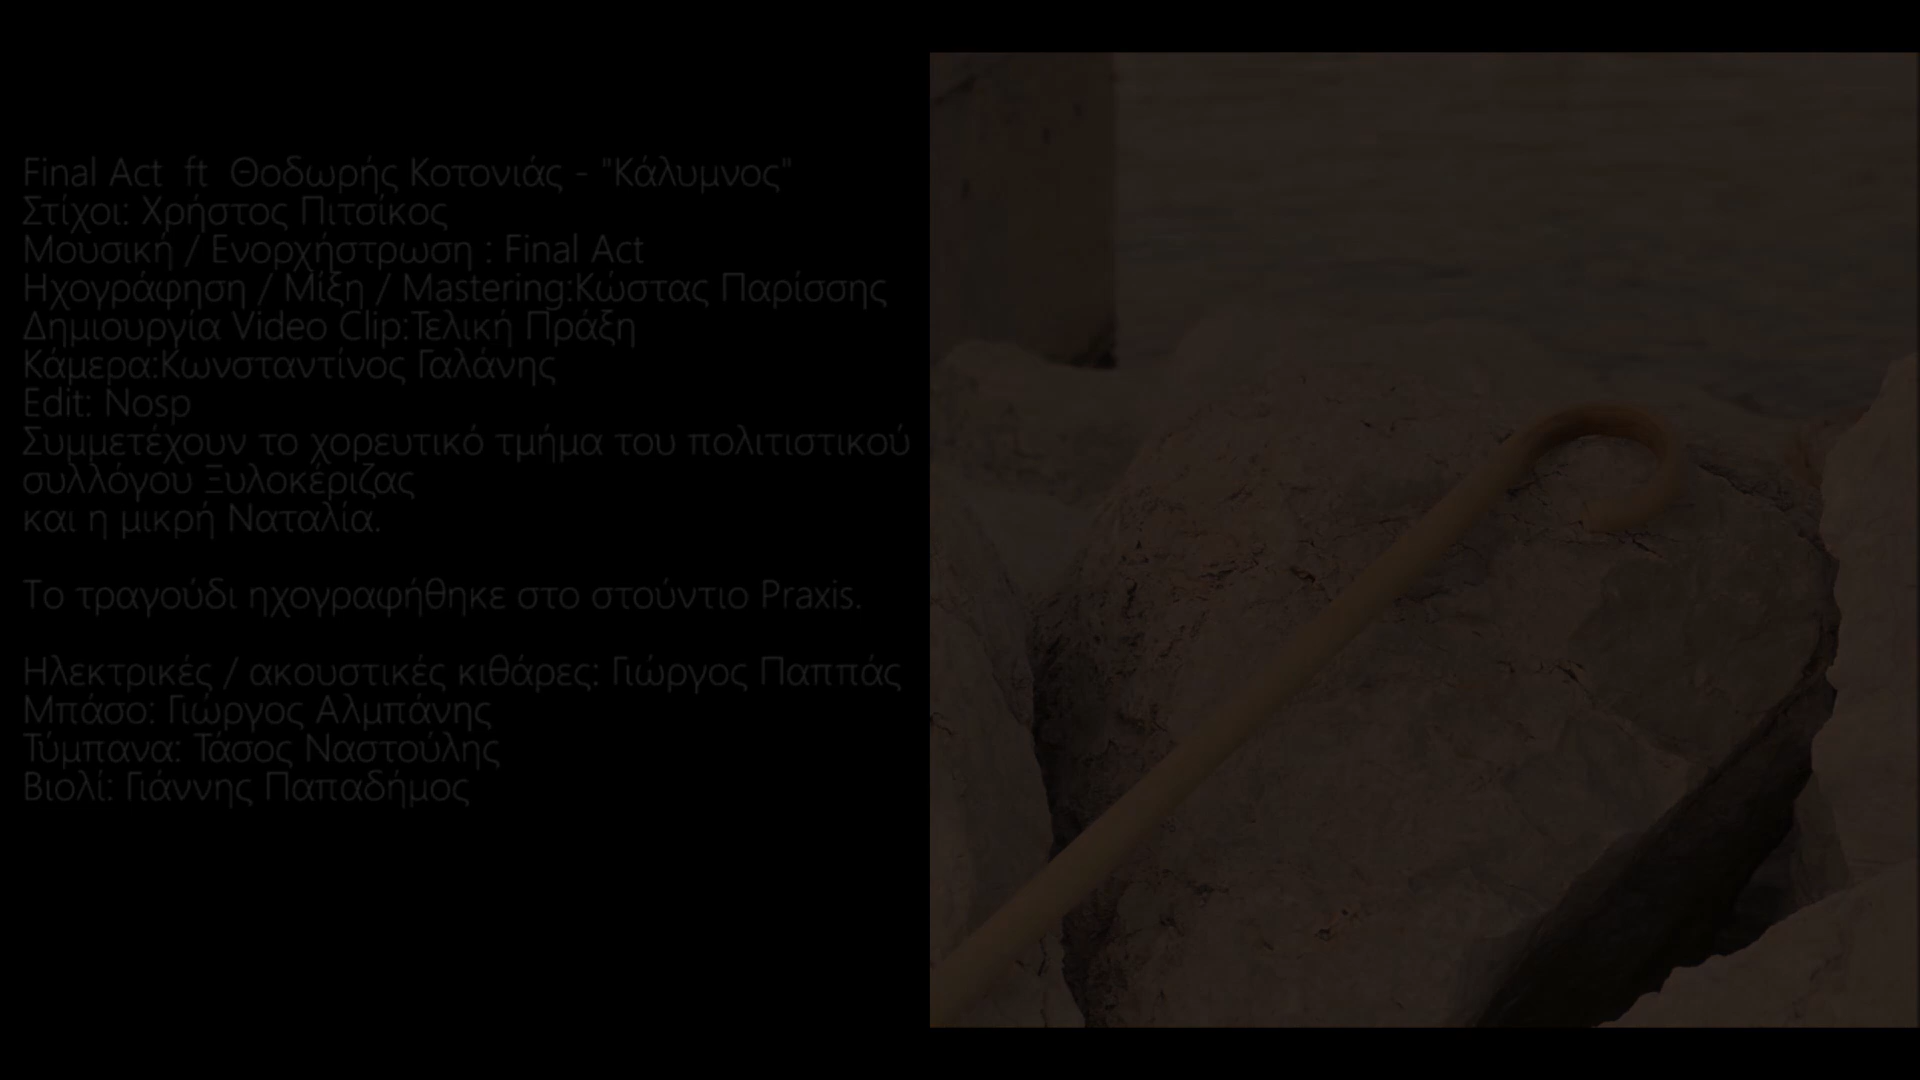 Final Act ft Θοδωρής Κοτονιάς - "Κάλυμνος"
Στίχοι: Χρήστος Πιτσίκος
Μουσική / Ενορχήστρωση : Final Act
Ηχογράφηση / Μίξη / Mastering:Κώστας Παρίσσης
Δημιουργία Video Clip:Τελική Πράξη
Κάμερα:Κωνσταντίνος Γαλάνης
Edit: Nosp
Συμμετέχουν το χορευτικό τμήμα του πολιτιστικού
συλλόγου Ξυλοκέριζας
και η μικρή Ναταλία.
Το τραγούδι ηχογραφήθηκε στο στούντιο Praxis.
Ηλεκτρικές / ακουστικές κιθάρες: Γιώργος Παππάς
Μπάσο: Γιώργος Αλμπάνης
Τύμπανα: Τάσος Ναστούλης
Βιολί: Γιάννης Παπαδήμος